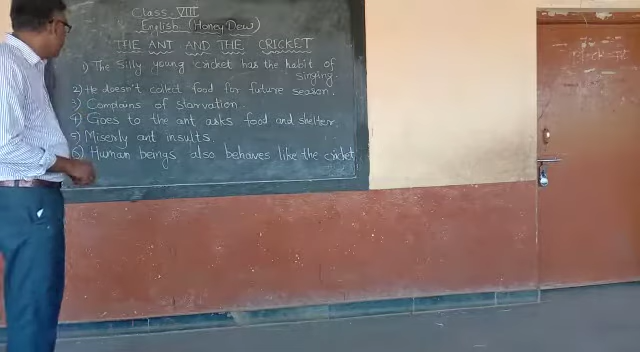 Class - VIII
English (Honey Dew)
THE ANT AND THE CRICKET
1) The silly young cricket has the habit of
singing.
2) He doesn't collect food for future season.
3) Complains of starvation.
4) Goes to the ant asks food and shelter.
5) Miserly ant insults.
6) Human beings also behaves like the cricket